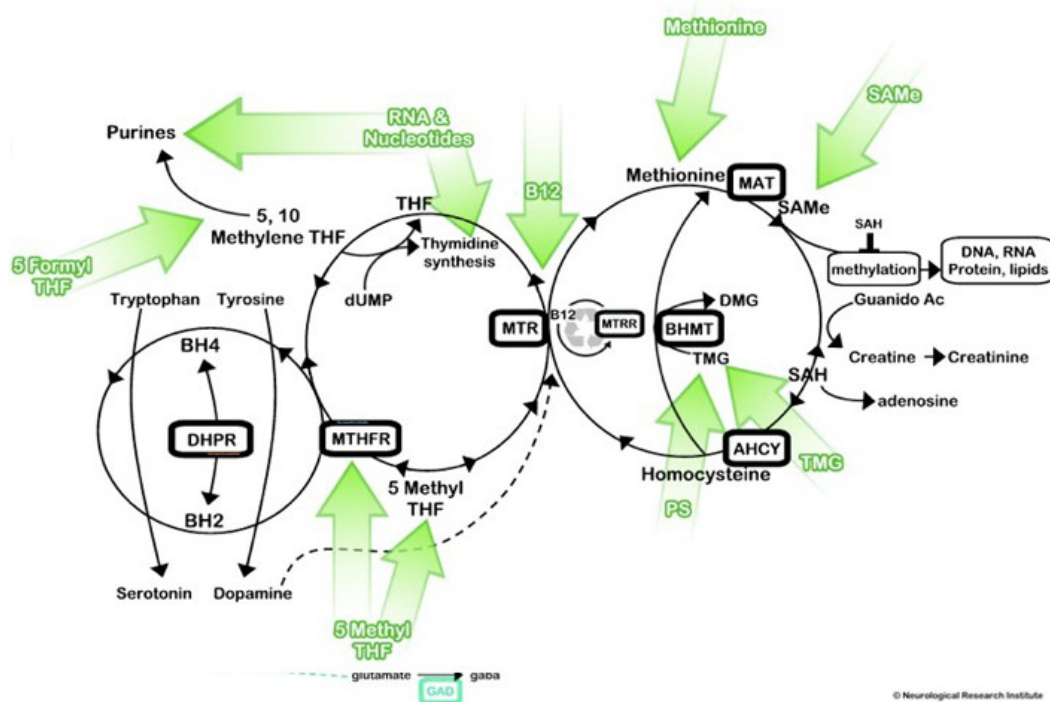 Methionine
SAMe
RNA &
Nucleotides
Purines
B12
Methionine
MAT
SAMe
THF
5, 10
Methylene THF
Thymidine
synthesis
SAH
DNA, RNA
Protein, lipids
methylation
5 Formyl
THF
Tryptophan
Tyrosine
dUMP
Guanido Ac
B12
DMG
MTR
MTRR
BHMT
BH4
TMG
Creatine
Creatinine
SAH
adenosine
DHPR
MTHFR
AHCY
TMG
Homocysteine
5 Methyl
THF
PS
BH2
Serotonin
Dopamine
5 Methyl
THF
glutamate
gaba
GAD
© Neurological Research Institute